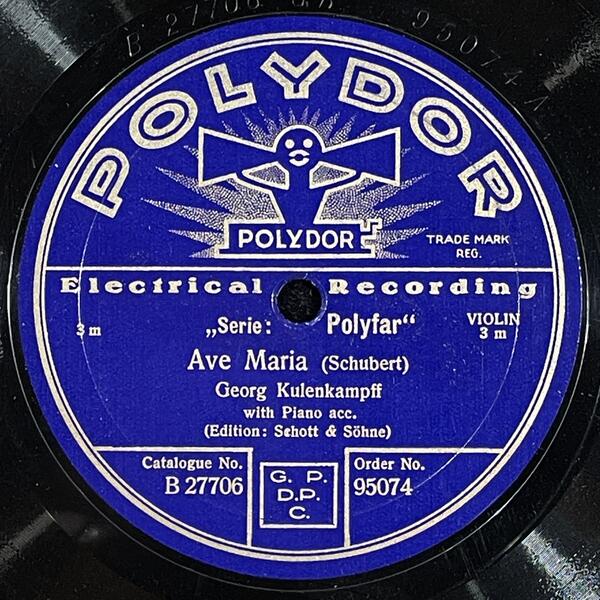 B 27706
95074 A
POLYDOR
POLYDOR
TRADE MARK
REG.
Electrical Recording
3 m
„Serie: Polyfar“
VIOLIN
3 m
Ave Maria (Schubert)
Georg Kulenkampff
with Piano acc.
(Edition: Schott & Söhne)
Catalogue No.
B 27706
G. P.
D.P.
C.
Order No.
95074